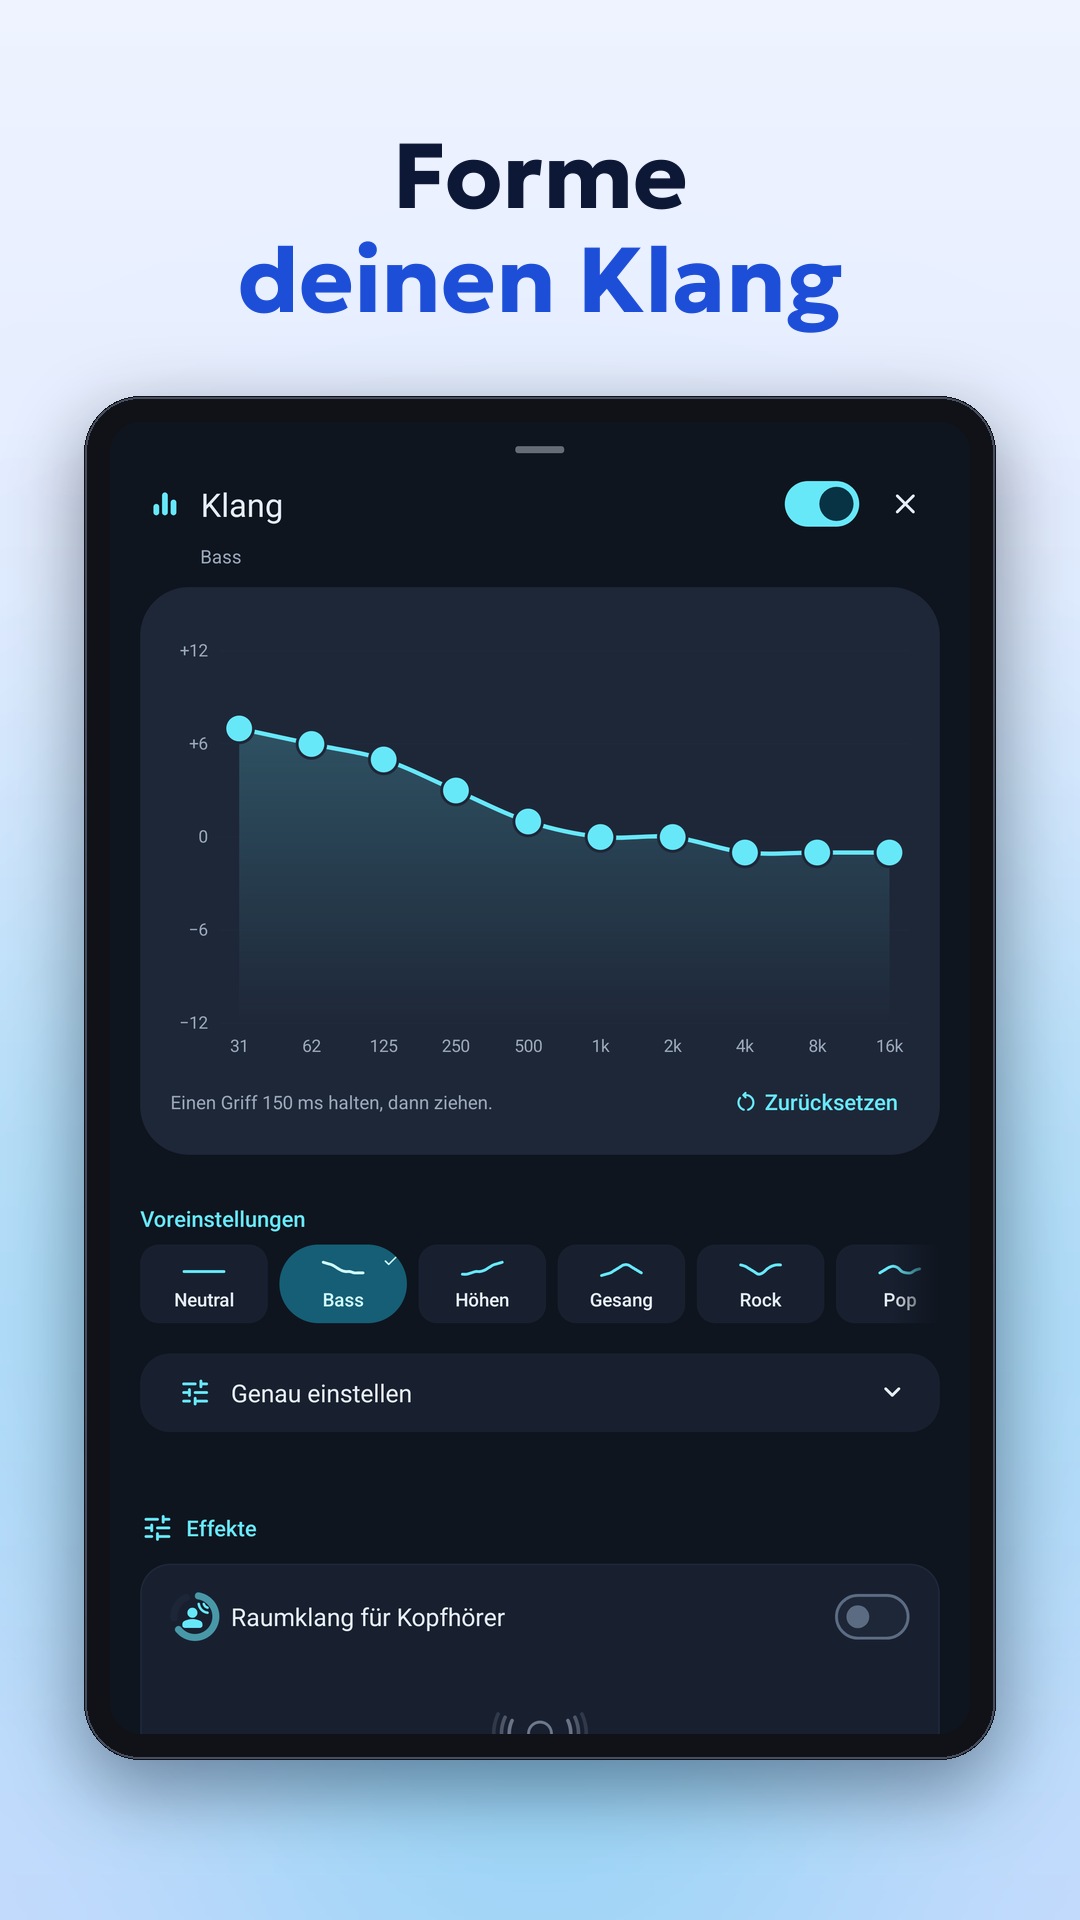 Forme
deinen Klang
Klang
Bass
+12
+6
0
−6
−12
31 62 125 250 500 1k 2k 4k 8k 16k
Einen Griff 150 ms halten, dann ziehen. Zurücksetzen
Voreinstellungen
Neutral Bass Höhen Gesang Rock Pop
Genau einstellen
Effekte
Raumklang für Kopfhörer